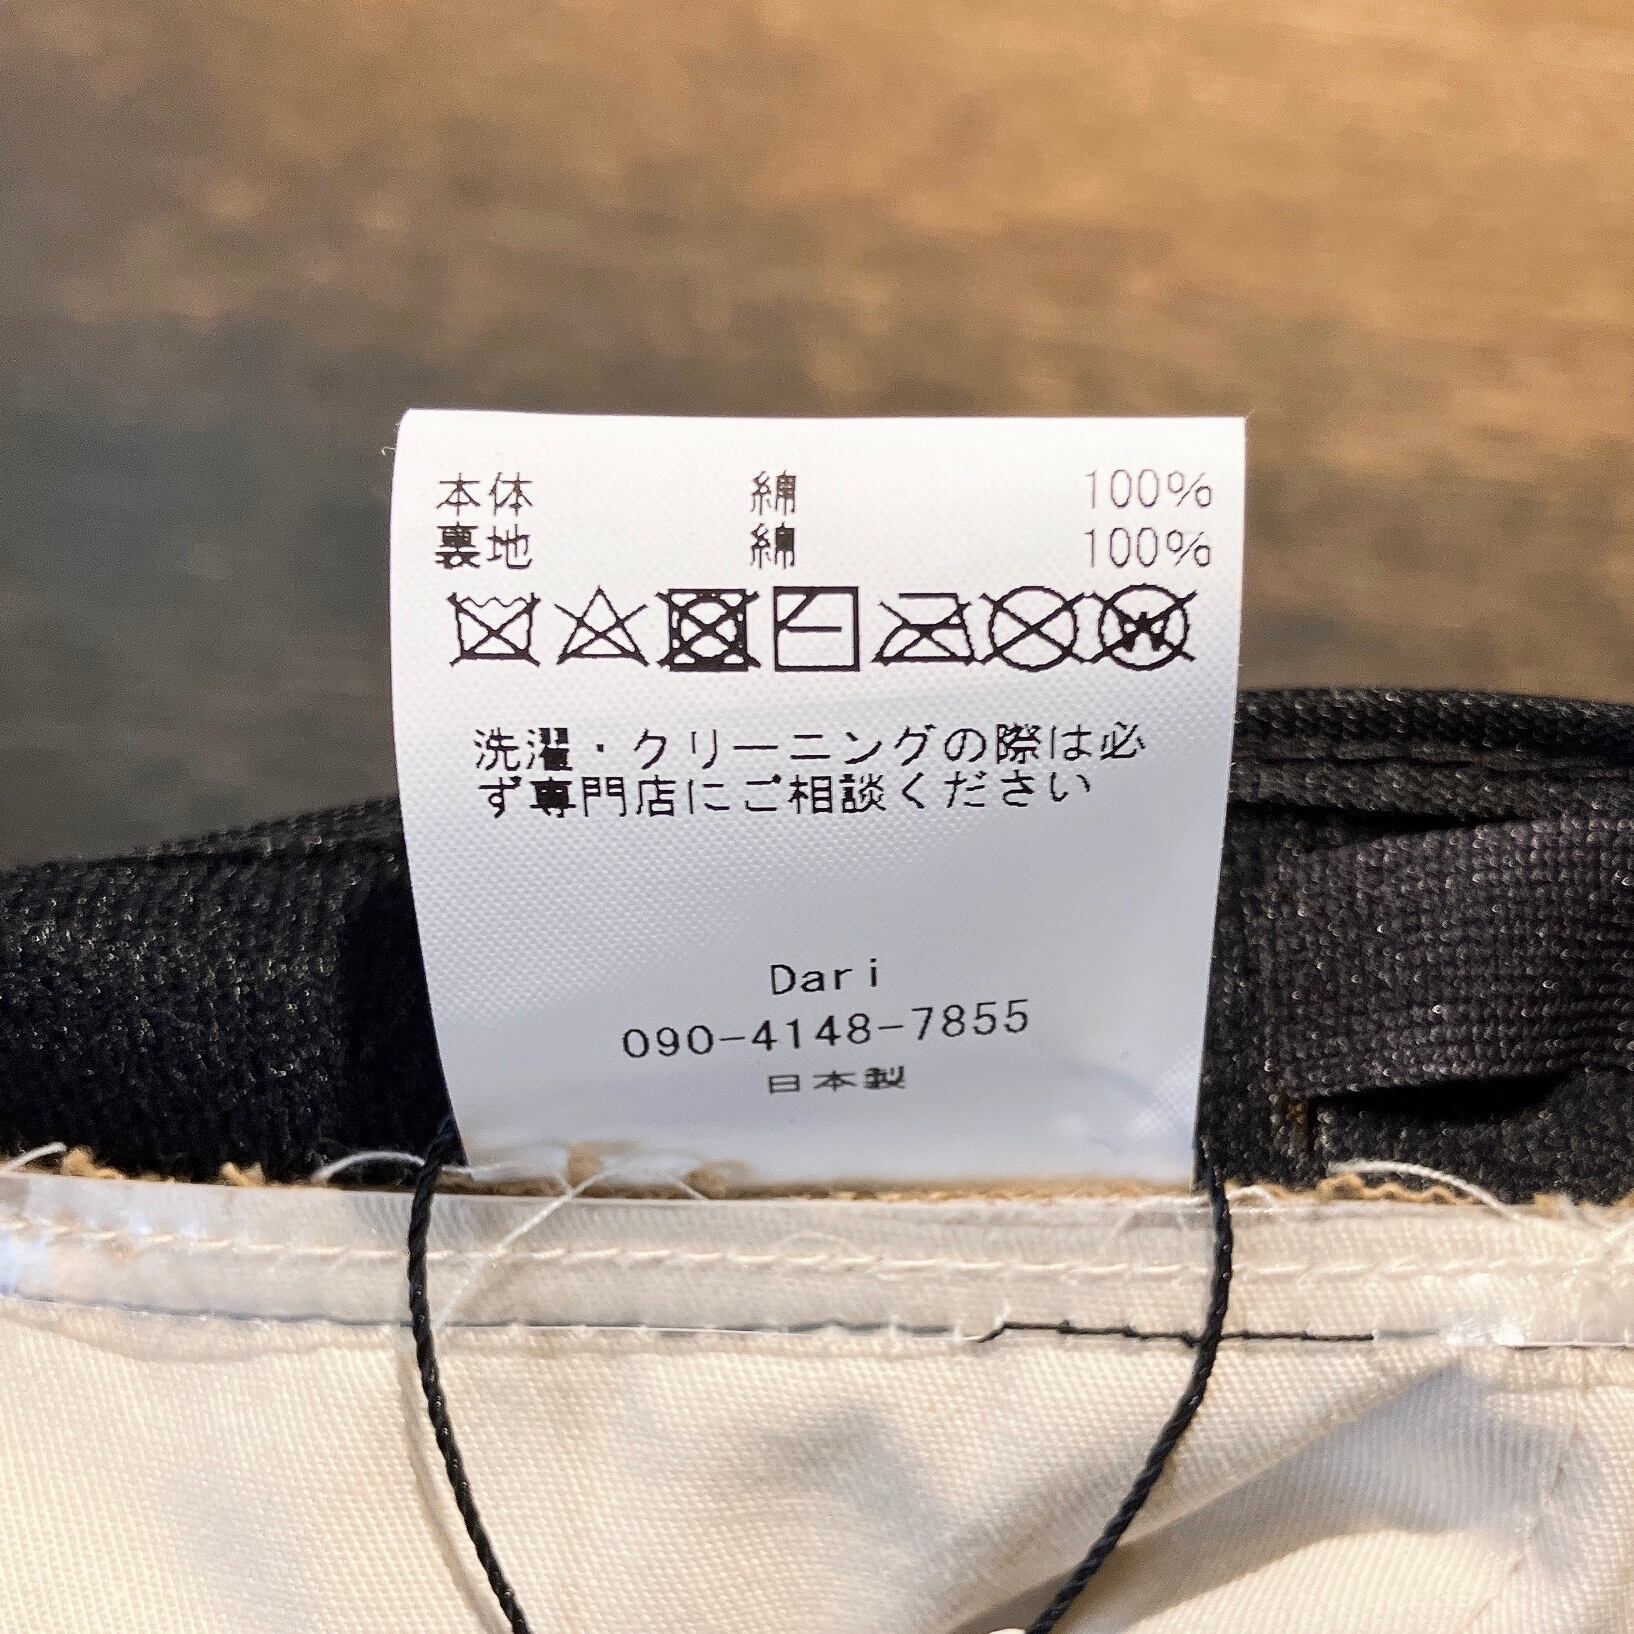 本体 綿 100%
裏地 綿 100%
W
洗濯・クリーニングの際は必
ず専門店にご相談ください
Dari
090-4148-7855
日本製